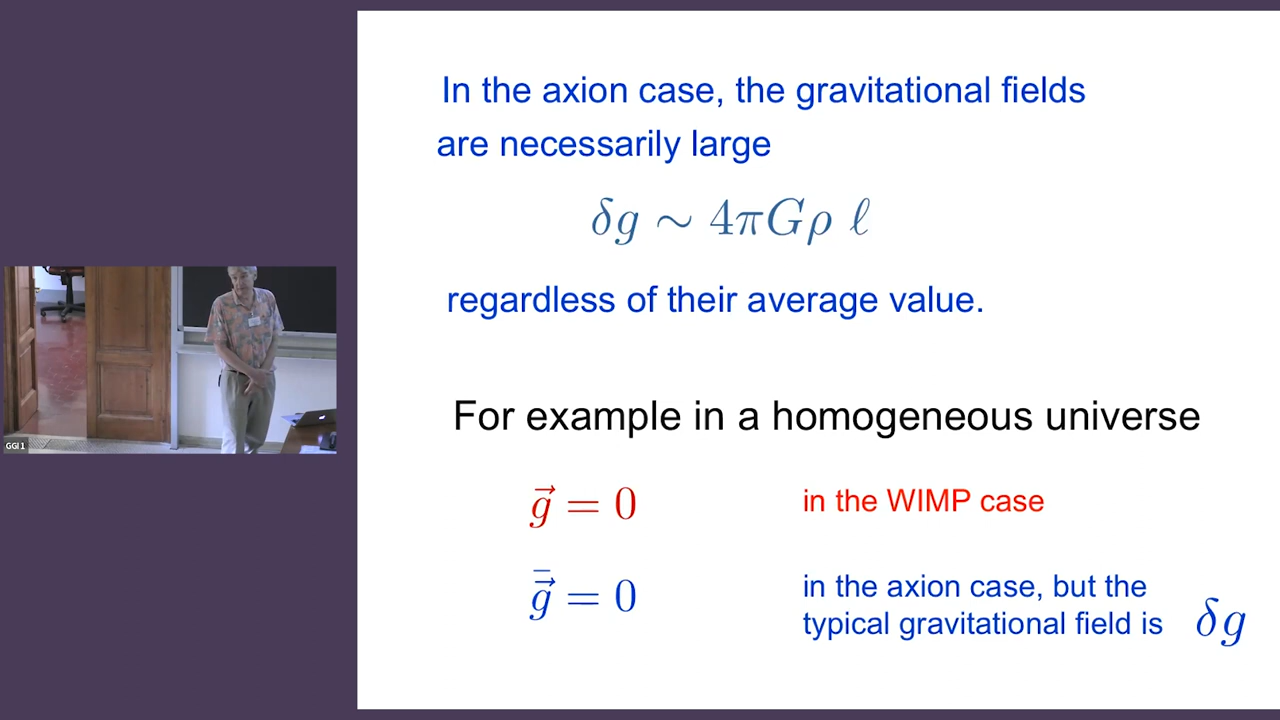 In the axion case, the gravitational fields
are necessarily large
δg ∼ 4πGρ ℓ
regardless of their average value.
For example in a homogeneous universe
g⃗ = 0 in the WIMP case
g⃗̄ = 0 in the axion case, but the
typical gravitational field is δg
GGI 1